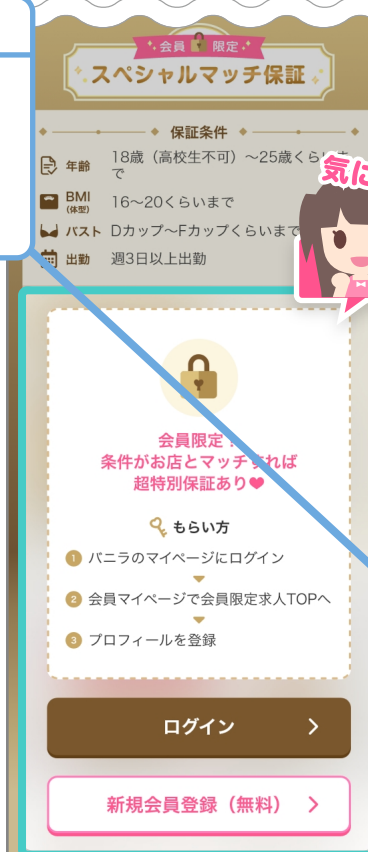 会員 限定
スペシャルマッチ保証
保証条件
年齢 18歳（高校生不可）〜25歳くら
で
BMI
(体型) 16〜20くらいまで
バスト Dカップ〜Fカップくらいまで
出勤 週3日以上出勤
気に
会員限定！
条件がお店とマッチすれば
超特別保証あり♥
もらい方
1 バニラのマイページにログイン
2 会員マイページで会員限定求人TOPへ
3 プロフィールを登録
ログイン
新規会員登録（無料）